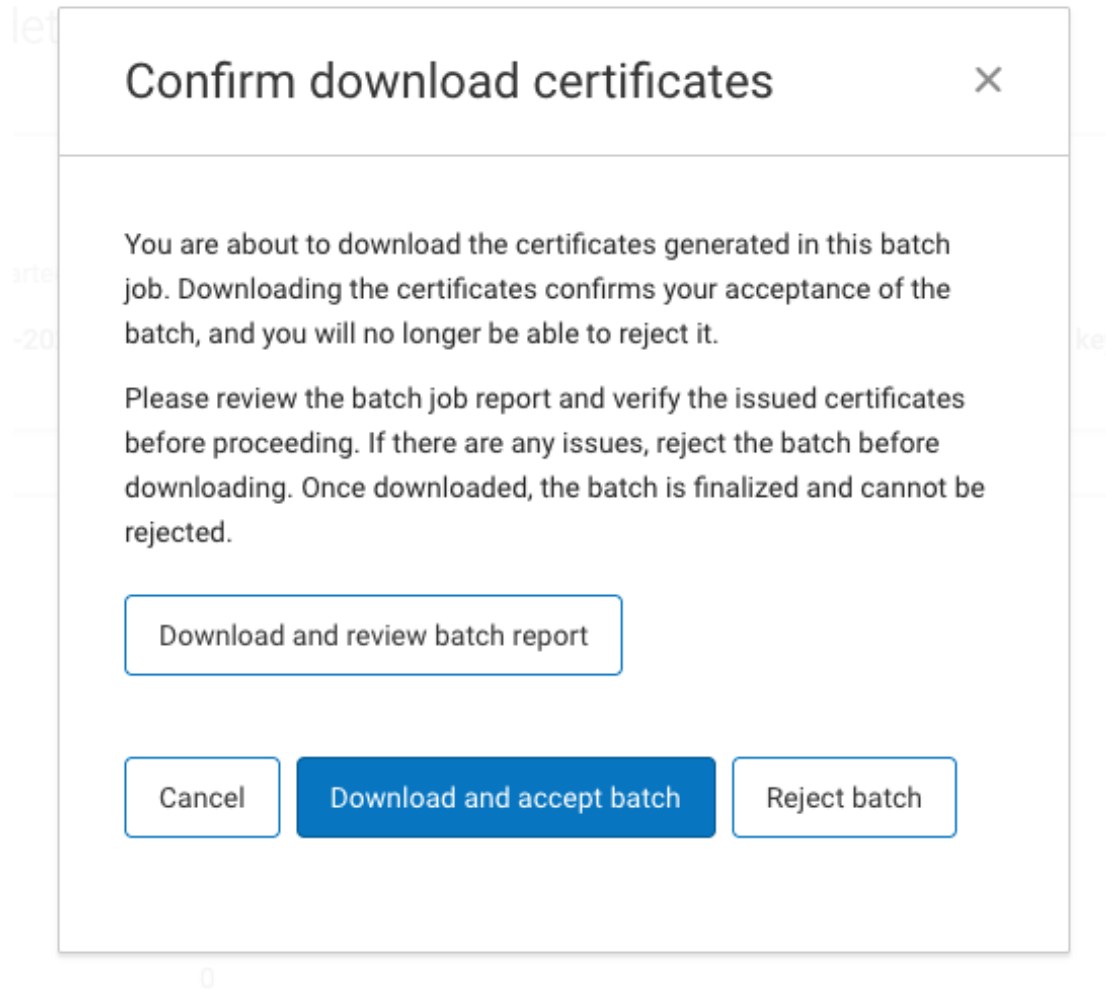 Confirm download certificates
You are about to download the certificates generated in this batch
job. Downloading the certificates confirms your acceptance of the
batch, and you will no longer be able to reject it.
Please review the batch job report and verify the issued certificates
before proceeding. If there are any issues, reject the batch before
downloading. Once downloaded, the batch is finalized and cannot be
rejected.
Download and review batch report
Cancel
Download and accept batch
Reject batch
0